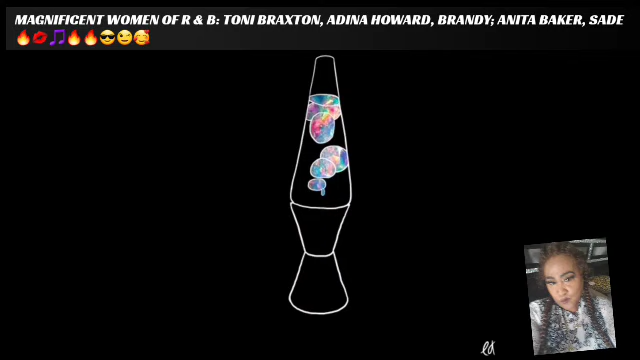 MAGNIFICENT WOMEN OF R & B: TONI BRAXTON, ADINA HOWARD, BRANDY; ANITA BAKER, SADE
🔥💋🎵🔥🔥😎😉🥰